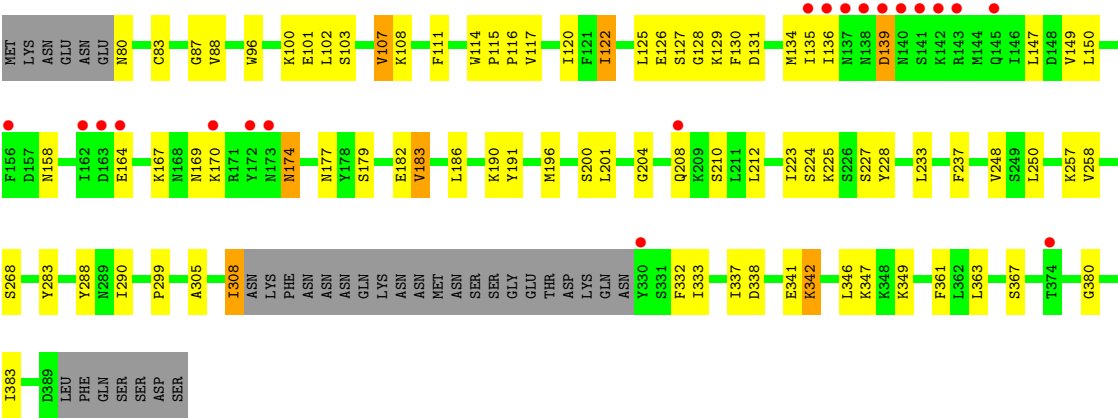 MET LYS ASN GLU ASN GLU N80 C83 G87 V88 W96 K100 E101 L102 S103 V107 K108 F111 W114 P115 P116 V117 I120 F121 I122 L125 E126 S127 G128 K129 F130 D131 M134 I135 I136 N137 N138 D139 N140 S141 K142 R143 M144 Q145 I146 L147 D148 V149 L150
F156 D157 N158 I162 D163 E164 K167 N168 N169 K170 R171 Y172 N173 N174 N177 Y178 S179 E182 V183 L186 K190 Y191 M196 S200 L201 G204 Q208 K209 S210 L211 L212 I223 S224 K225 S226 S227 Y228 L233 F237 V248 S249 L250 K257 V258
S268 Y283 Y288 N289 I290 P299 A305 I308 ASN LYS PHE ASN ASN ASN GLN LYS ASN ASN MET ASN SER SER GLY GLU THR ASP LYS GLN ASN Y330 S331 F332 I333 I337 D338 E341 K342 L346 K347 K348 K349 F361 L362 L363 S367 T374 G380
I383 D389 LEU PHE GLN SER SER ASP SER